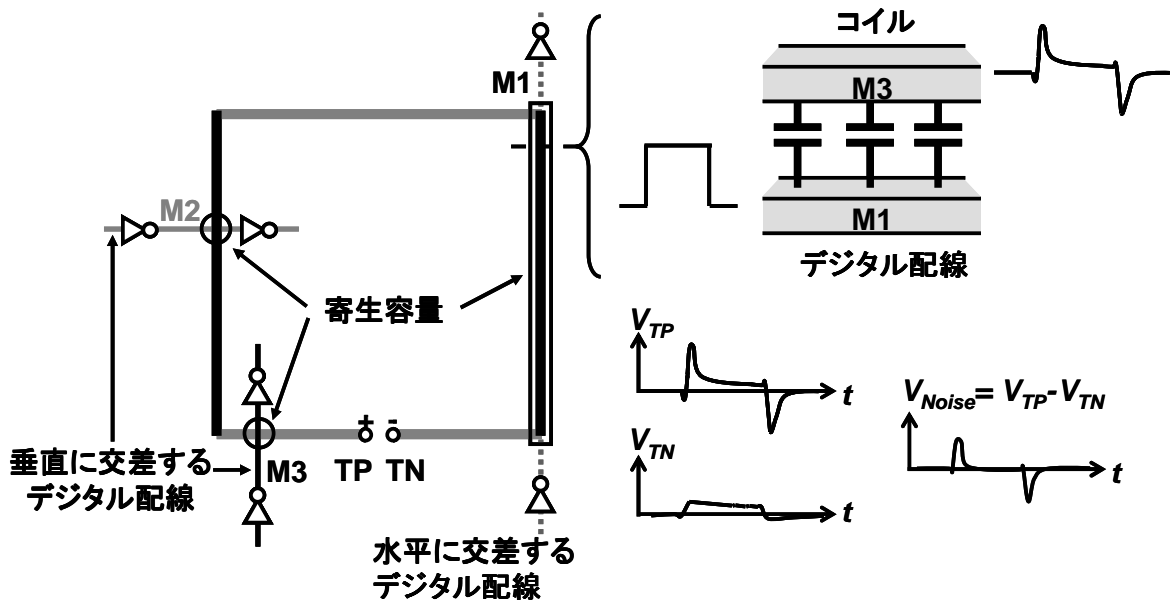 コイル
M1
M3
M2
M1
デジタル配線
寄生容量
V_TP
t
V_Noise= V_TP-V_TN
t
+ -
TP TN
M3
垂直に交差する
デジタル配線
V_TN
t
水平に交差する
デジタル配線